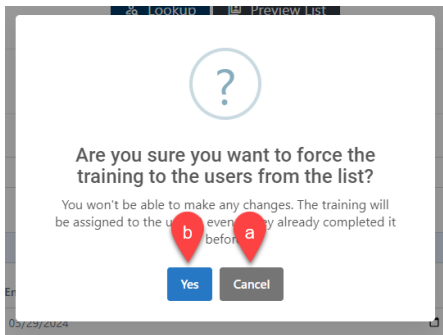 Lookup Preview List
?
Are you sure you want to force the
training to the users from the list?
You won't be able to make any changes. The training will
be assigned to the even already completed it
b a
Yes Cancel
05/29/2024